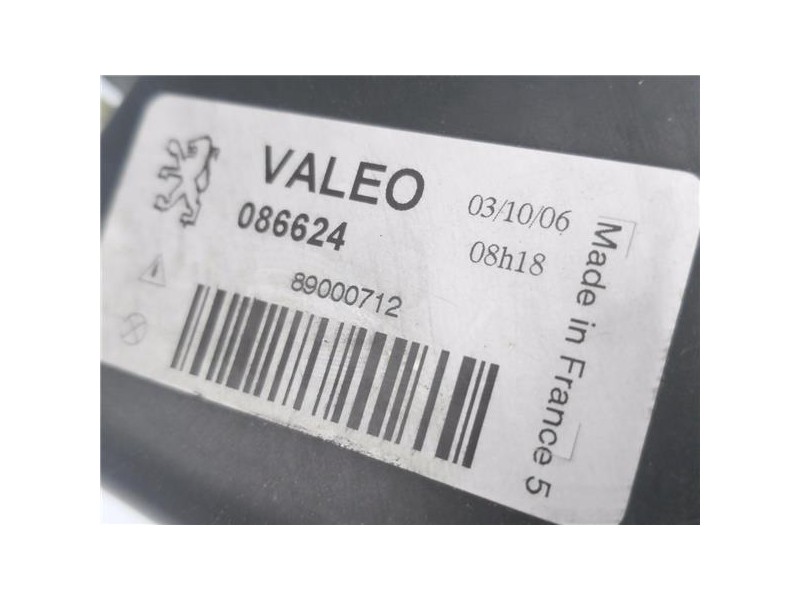 VALEO
086624
03/10/06
08h18
89000712
Made in France 5